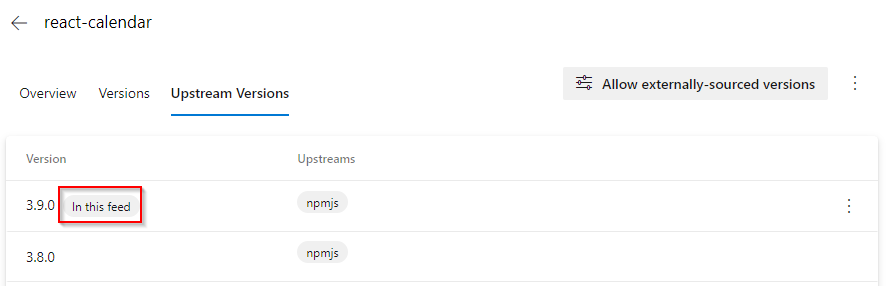 react-calendar
Overview Versions Upstream Versions Allow externally-sourced versions
Version Upstreams
3.9.0 In this feed npmjs
3.8.0 npmjs